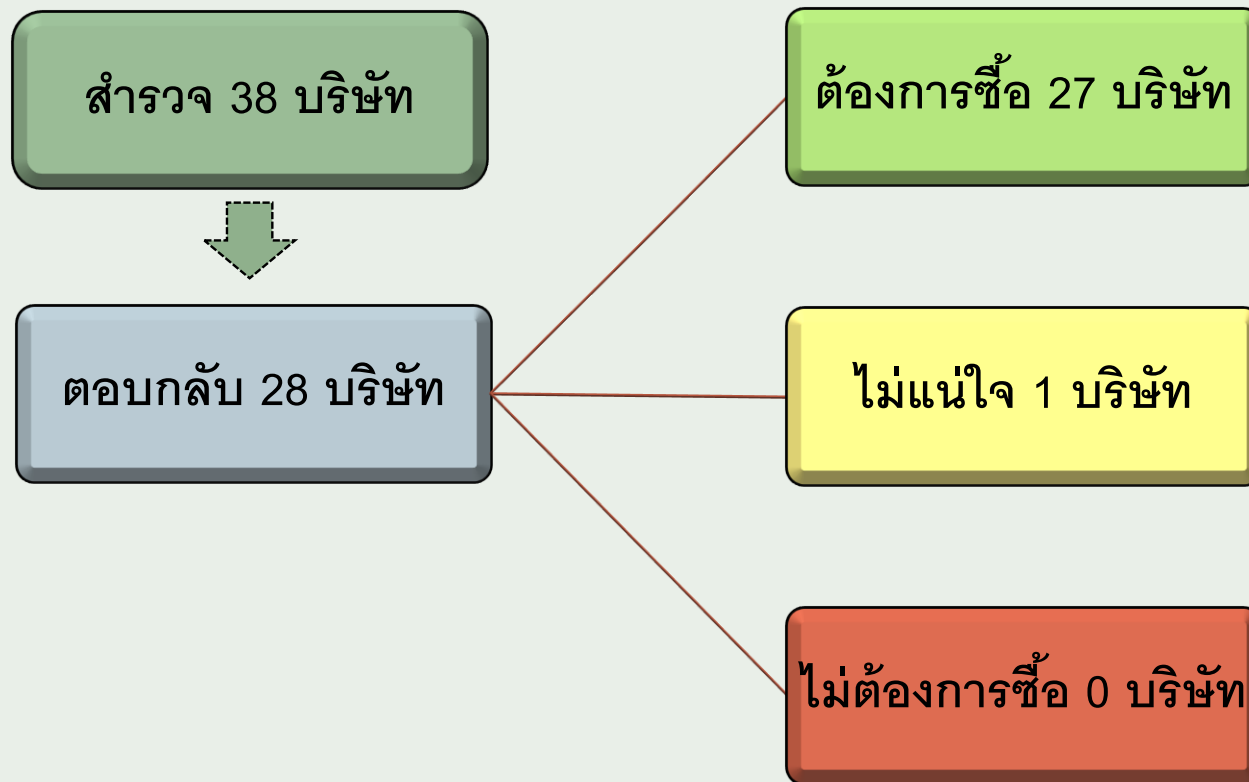 สำรวจ 38 บริษัท
ตอบกลับ 28 บริษัท
ต้องการซื้อ 27 บริษัท
ไม่แน่ใจ 1 บริษัท
ไม่ต้องการซื้อ 0 บริษัท